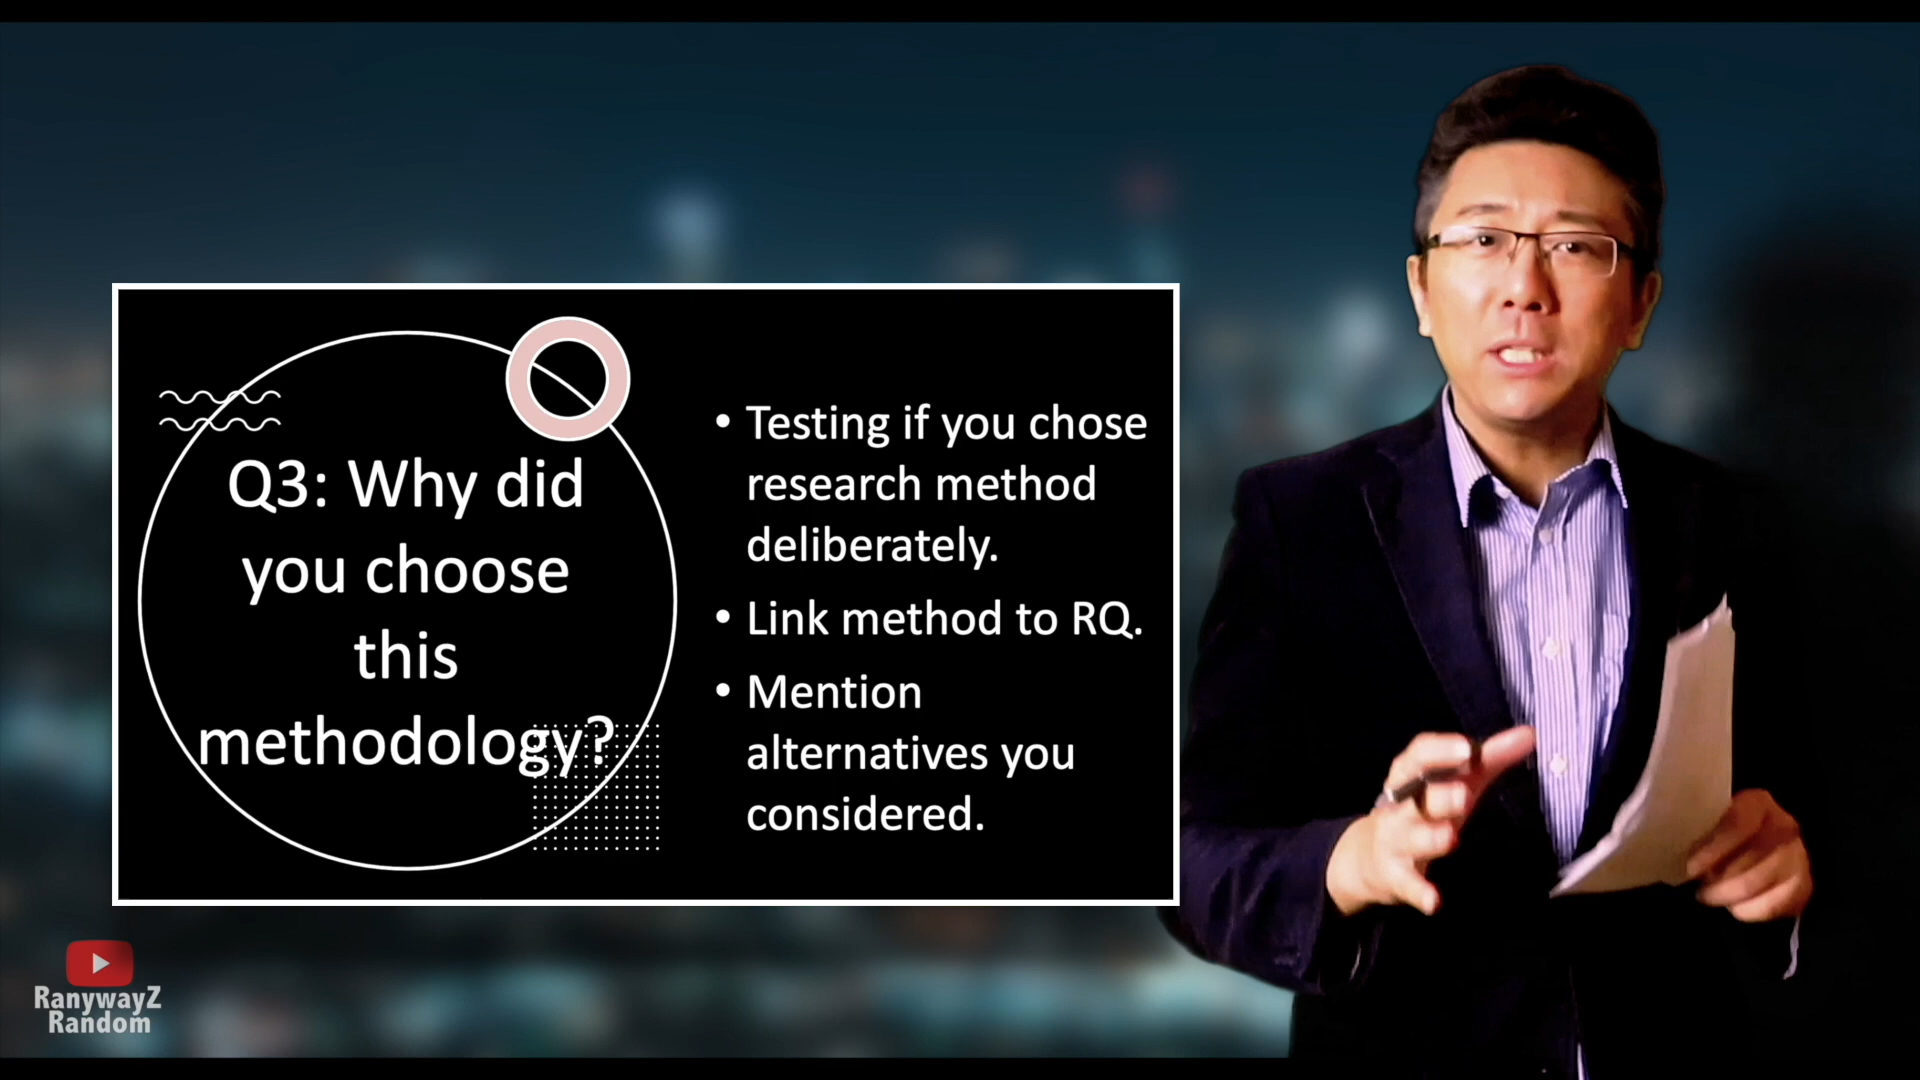 Q3: Why did
you choose
this
methodology?
• Testing if you chose
research method
deliberately.
• Link method to RQ.
• Mention
alternatives you
considered.
RanywayZ
Random